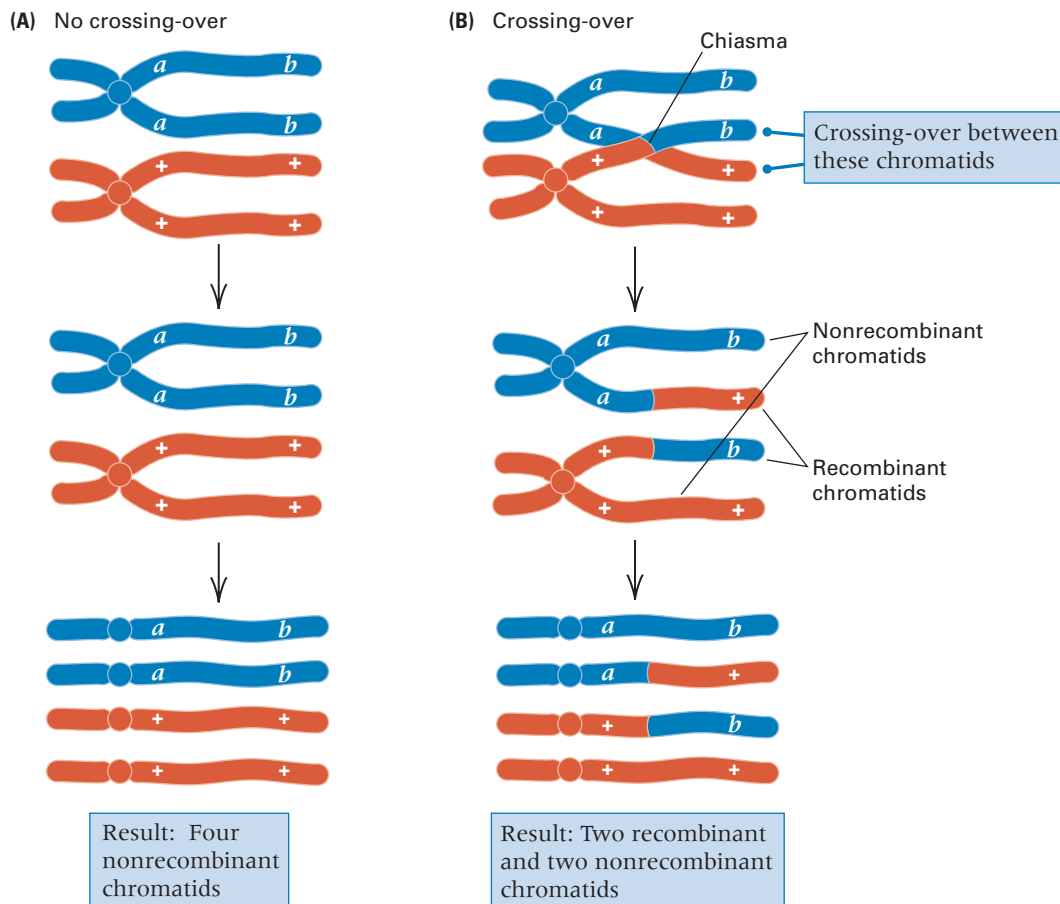 (A) No crossing-over
a b
a b
+ +
+ +
a b
a b
+ +
+ +
a b
a b
+ +
+ +
Result: Four
nonrecombinant
chromatids
(B) Crossing-over
Chiasma
a b
a b
+ +
+ +
Crossing-over between
these chromatids
a b
a +
+ b
+ +
Nonrecombinant
chromatids
Recombinant
chromatids
a b
a +
+ b
+ +
Result: Two recombinant
and two nonrecombinant
chromatids